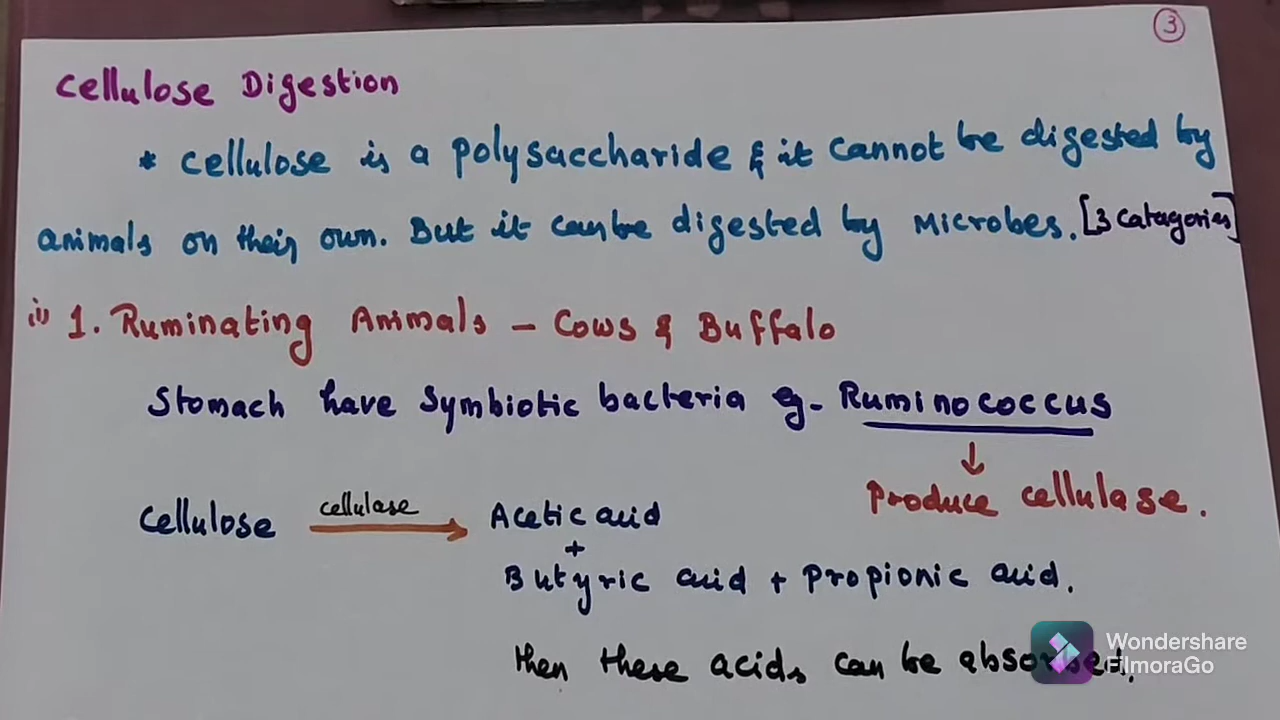 3
Cellulose Digestion
* cellulose is a polysaccharide & it cannot be digested by
animals on their own. But it can be digested by Microbes. [3 catagories]
i) 1. Ruminating Animals - Cows & Buffalo
Stomach have symbiotic bacteria eg- Ruminococcus
↓
Produce cellulase.
Cellulose cellulase → Acetic acid
+
Butyric acid + Propionic acid.
then these acids can be absorbed.
Wondershare
FilmoraGo